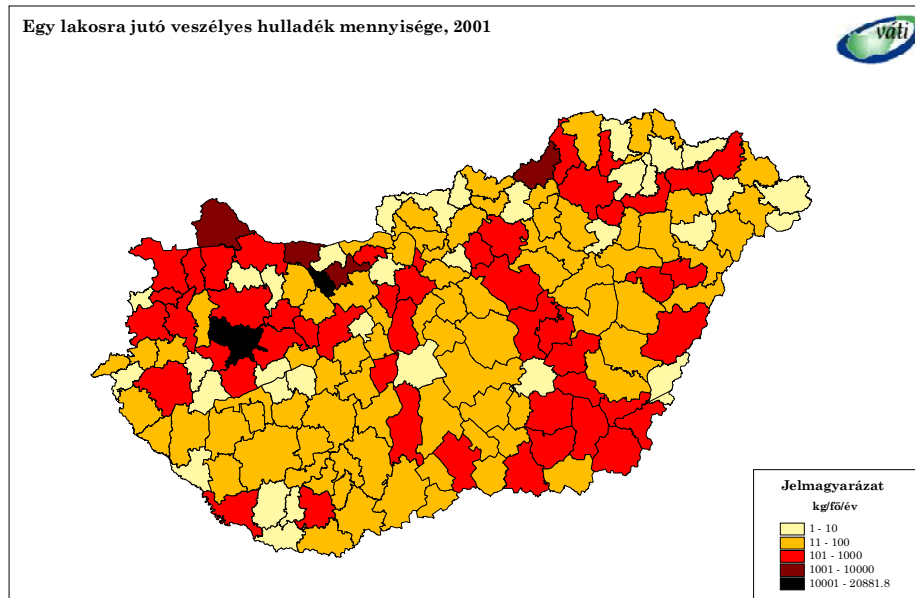 Egy lakosra jutó veszélyes hulladék mennyisége, 2001
váti
Jelmagyarázat
kg/fő/év
1 - 10
11 - 100
101 - 1000
1001 - 10000
10001 - 20881.8